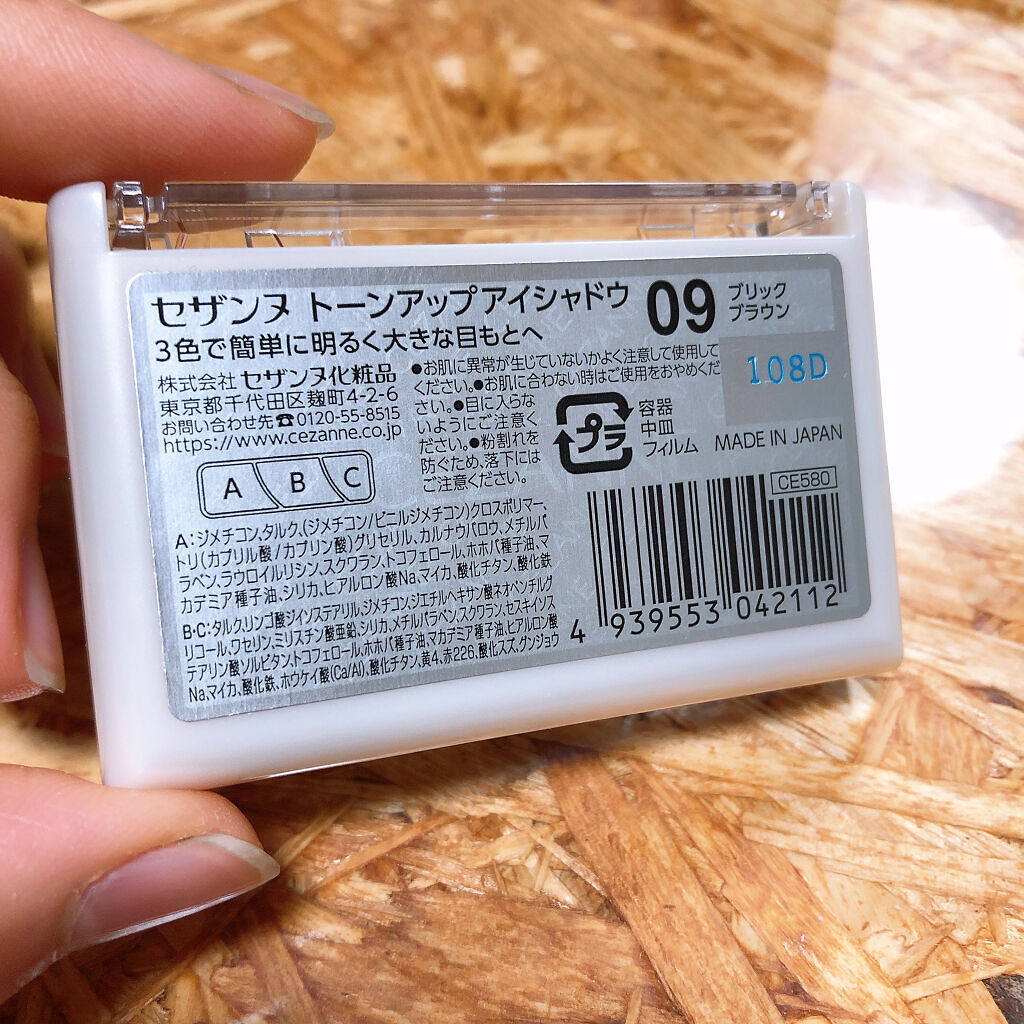 セザンヌ トーンアップアイシャドウ
09
ブリック
ブラウン
3色で簡単に明るく大きな目もとへ
株式会社 セザンヌ化粧品
東京都千代田区麹町4-2-6
お問い合わせ先☎0120-55-8515
https://www.cezanne.co.jp
●お肌に異常が生じていないかよく注意して使用して
ください。●お肌に合わない時はご使用をおやめくだ
さい。●目に入らな
いようにご注意く
ださい。●粉割れを
防ぐため、落下には
ご注意ください。
108D
プラ
容器
中皿
フィルム
MADE IN JAPAN
A B C
CE580
A:ジメチコン、タルク、(ジメチコン/ビニルジメチコン)クロスポリマー、
トリ(カプリル酸/カプリン酸)グリセリル、カルナウバロウ、メチルパ
ラベン、ラウロイルリシン、スクワラン、トコフェロール、ホホバ種子油、マ
カデミア種子油、シリカ、ヒアルロン酸Na、マイカ、酸化チタン、酸化鉄
B・C:タルク、リンゴ酸ジイソステアリル、ジメチコン、ジエチルヘキサン酸ネオペンチルグ
リコール、ワセリン、ミリスチン酸亜鉛、シリカ、メチルパラベン、スクワラン、セスキイソス
テアリン酸ソルビタン、トコフェロール、ホホバ種子油、マカデミア種子油、ヒアルロン酸
Na、マイカ、酸化鉄、ホウケイ酸(Ca/Al)、酸化チタン、黄4、赤226、酸化スズ、グンジョウ
4 939553 042112